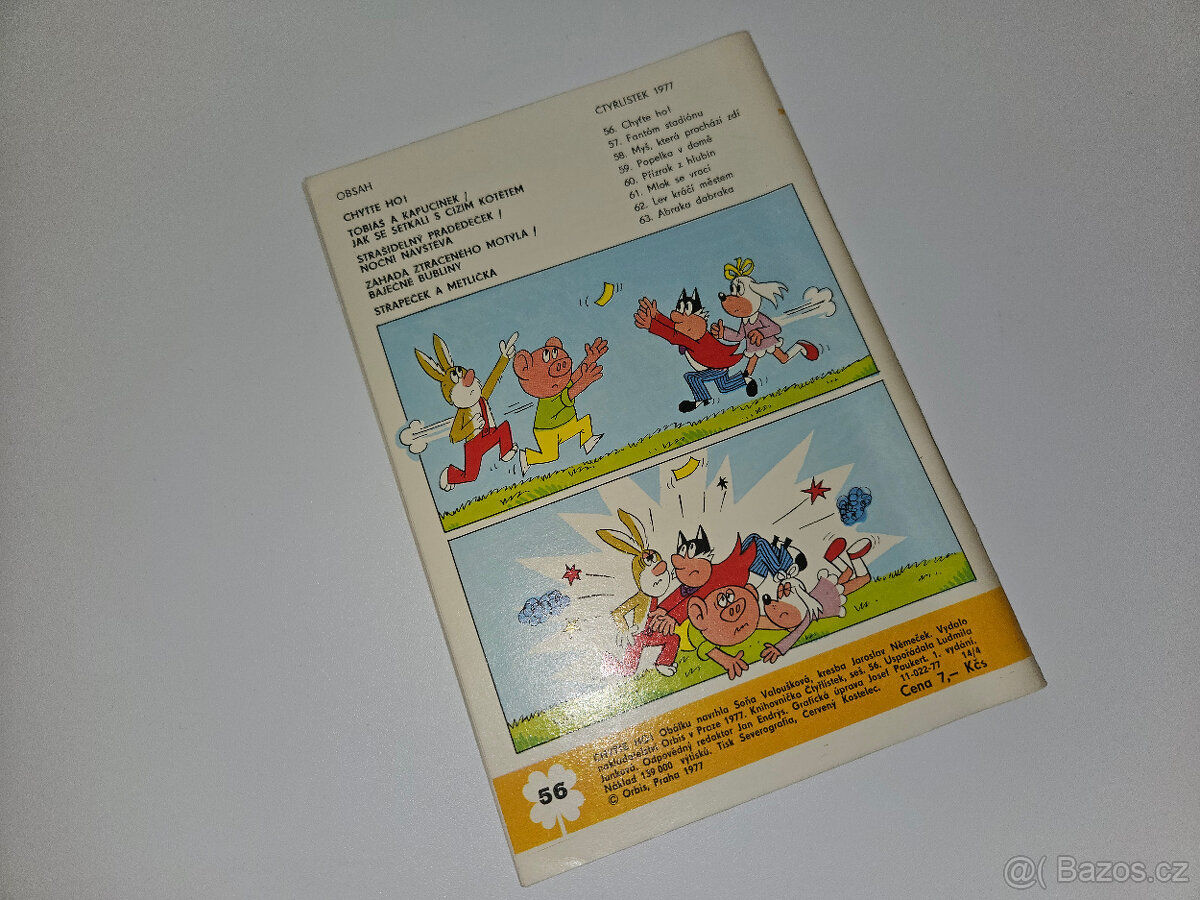 OBSAH
CHYŤTE HO!
TOBIÁŠ A KAPUCÍNEK /
JAK SE SETKALI S CIZÍM KOTĚTEM
STRAŠIDELNÝ PRADĚDEČEK /
NOČNÍ NÁVŠTĚVA
ZÁHADA ZTRACENÉHO MOTÝLA /
BÁJEČNÉ BUBLINY
STŘAPEČEK A METLIČKA
ČTYŘLÍSTEK 1977
56. Chyťte ho!
57. Fantóm stadiónu
58. Myš, která prochází zdí
59. Popelka v domě
60. Přízrak z hlubin
61. Mlok se vrací
62. Lev kráčí městem
63. Abraka dabraka
CHYŤTE HO! Obálku navrhla Soňa Valoušková, kresba Jaroslav Němeček. Vydalo
nakladatelství Orbis v Praze 1977. Knihovnička Čtyřlístek, seš. 56. Uspořádala Ludmila
Junková. Odpovědný redaktor Jan Endrýs. Grafická úprava Josef Paukert. 1. vydání.
Náklad 139 000 výtisků. Tisk Severografia, Červený Kostelec. 11-022-77 14/4
© Orbis, Praha 1977 Cena 7,– Kčs
56
@( Bazos.cz